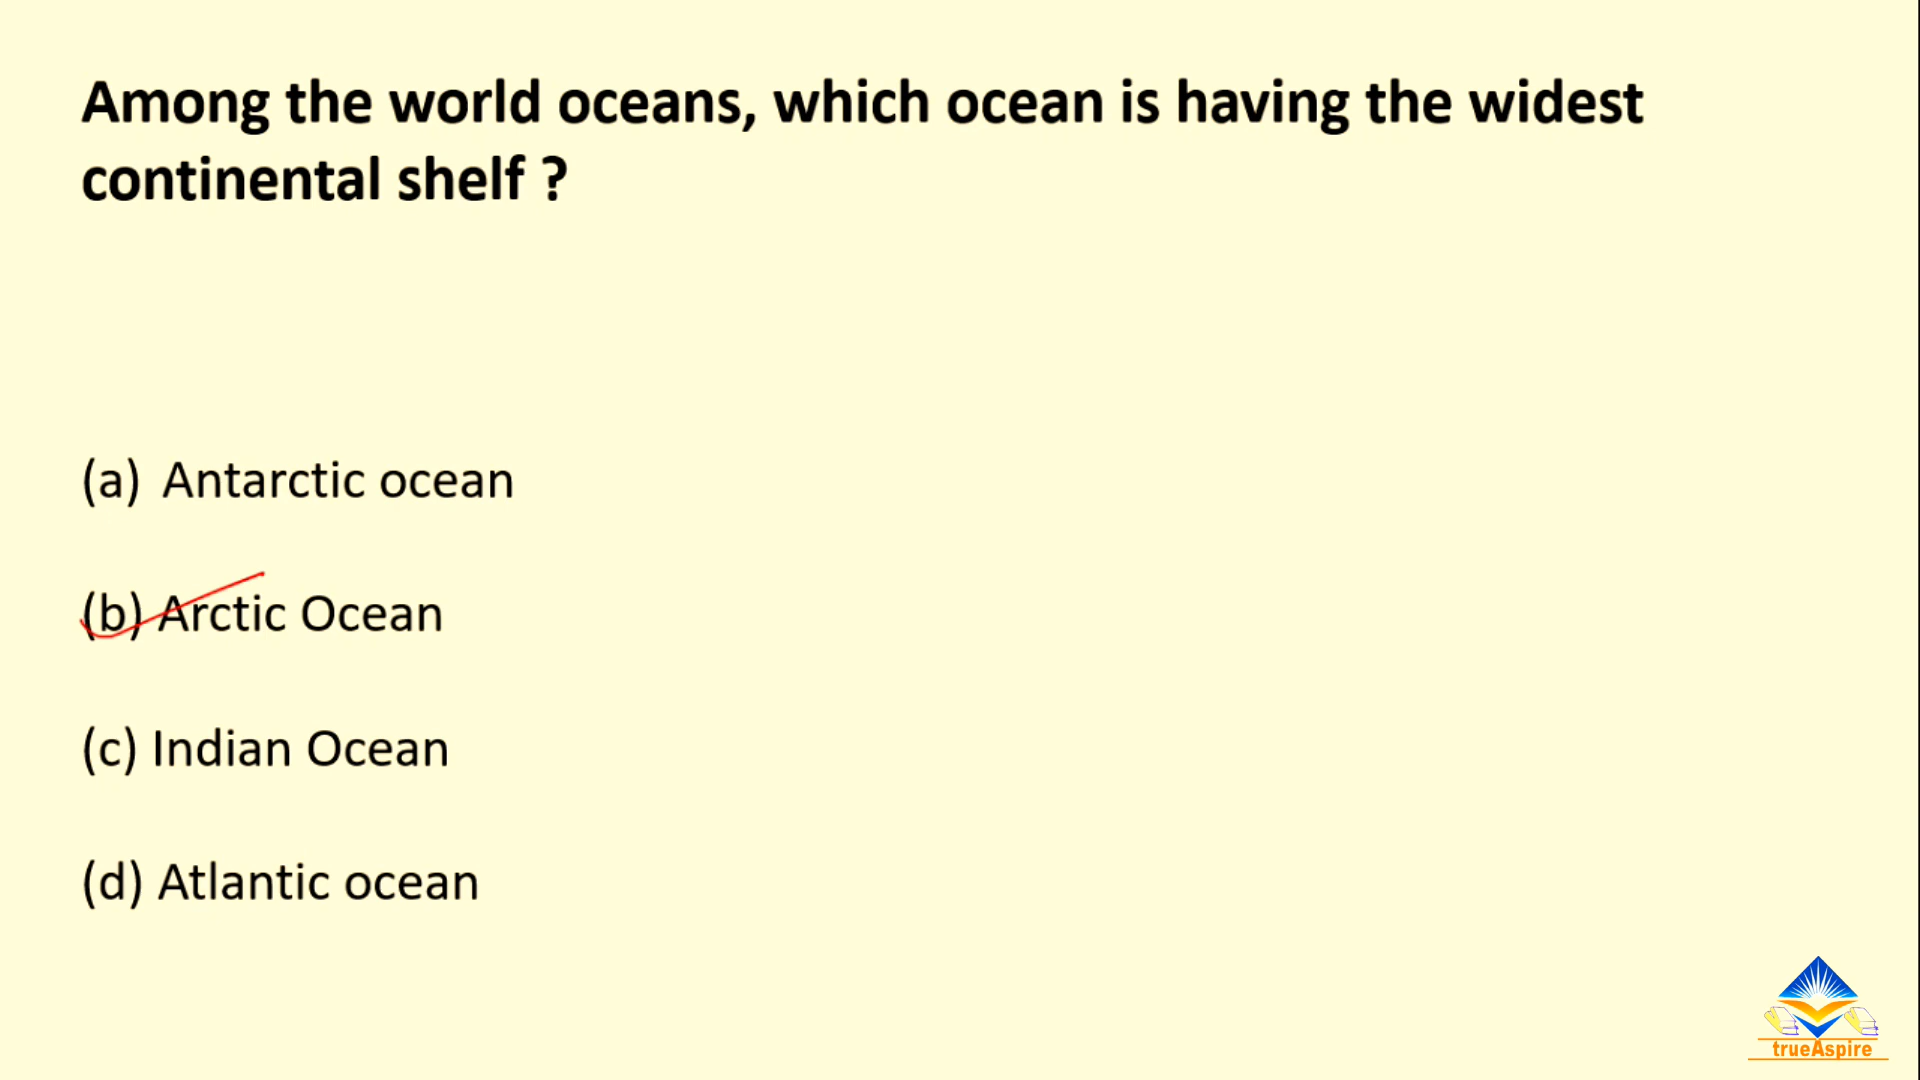 Among the world oceans, which ocean is having the widest
continental shelf ?
(a) Antarctic ocean
(b) Arctic Ocean
(c) Indian Ocean
(d) Atlantic ocean
trueAspire